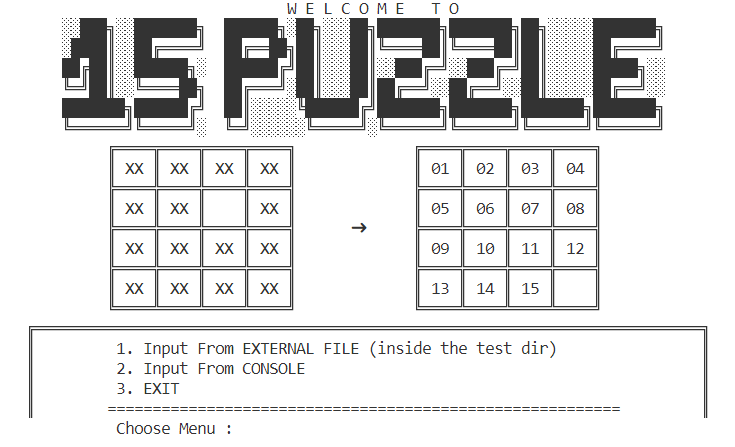 W E L C O M E   T O
15 PUZZLE
XX XX XX XX 01 02 03 04
XX XX XX 05 06 07 08
→
XX XX XX XX 09 10 11 12
XX XX XX XX 13 14 15
1. Input From EXTERNAL FILE (inside the test dir)
2. Input From CONSOLE
3. EXIT
=========================================================
Choose Menu :